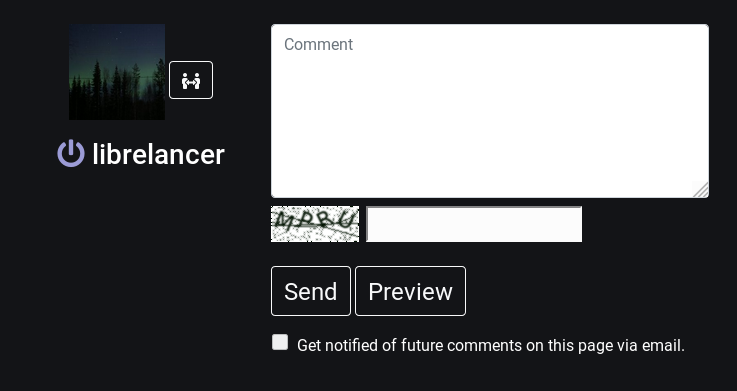 Comment
librelancer
Send
Preview
Get notified of future comments on this page via email.